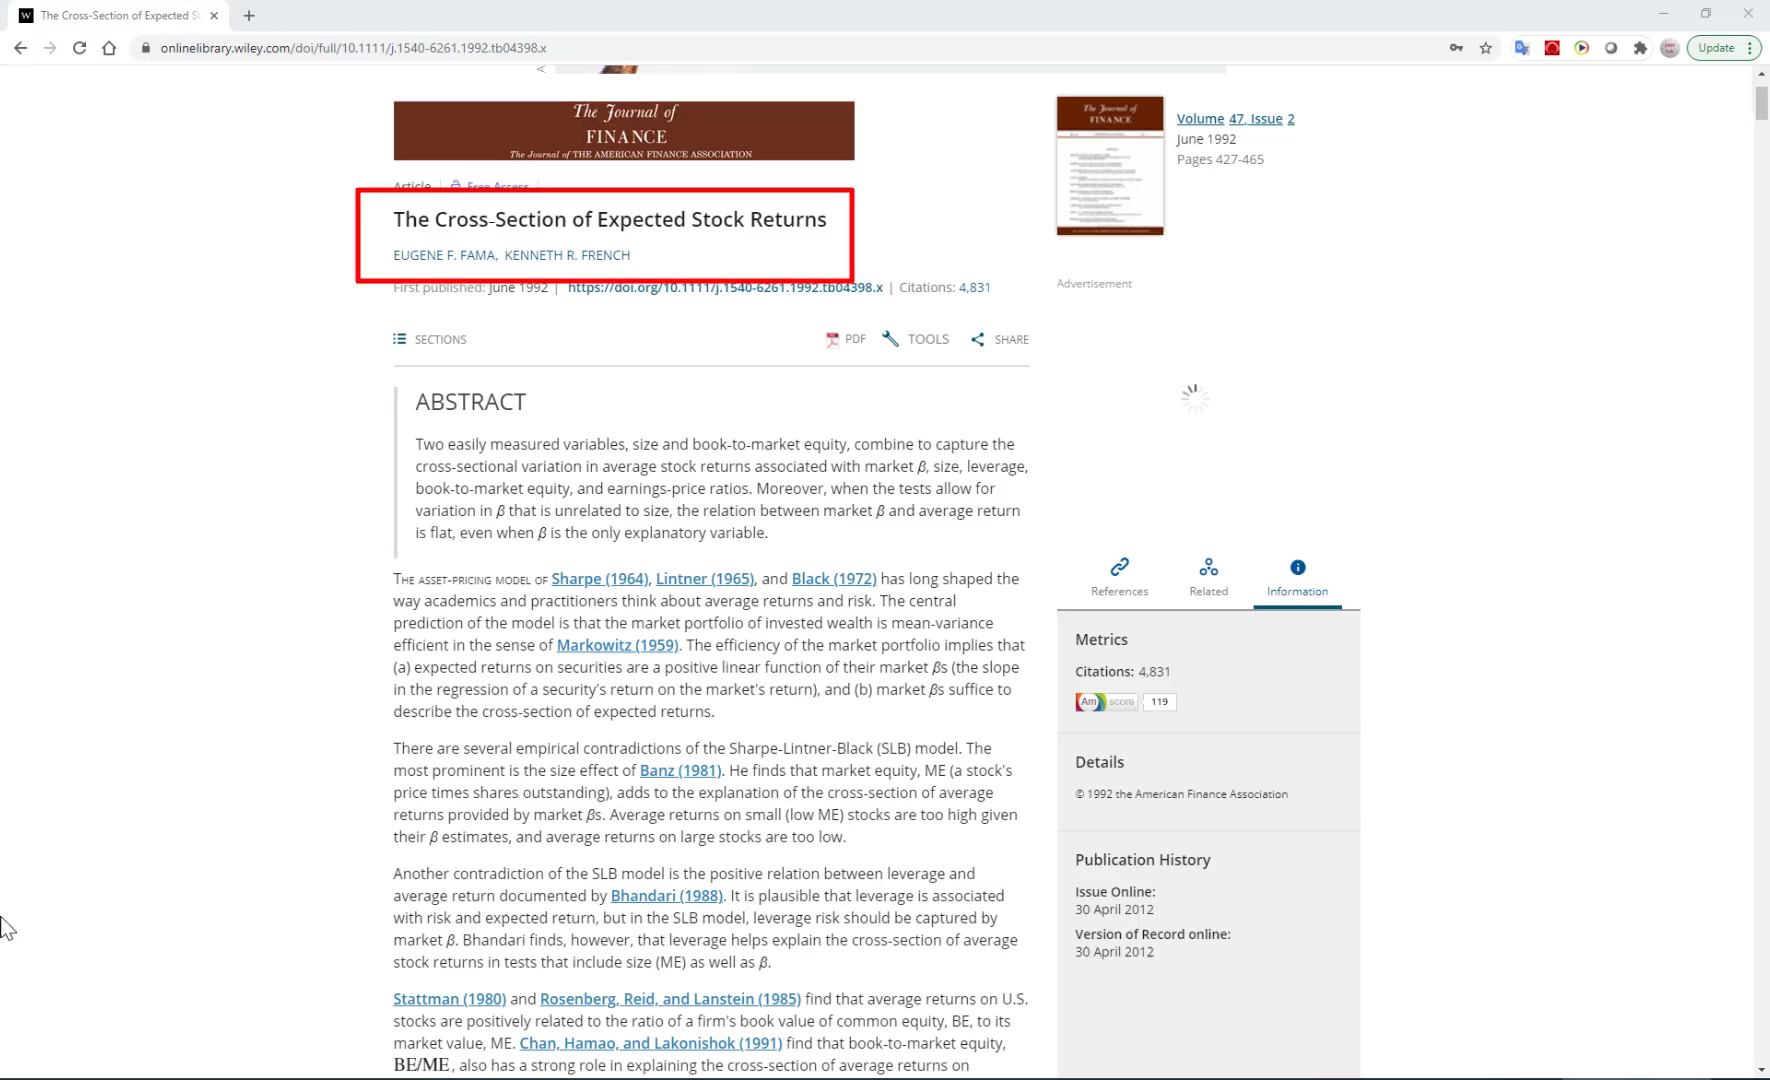 The Cross-Section of Expected St
onlinelibrary.wiley.com/doi/full/10.1111/j.1540-6261.1992.tb04398.x
Update
The Journal of
FINANCE
The Journal of THE AMERICAN FINANCE ASSOCIATION
Article | Free Access |
The Cross-Section of Expected Stock Returns
EUGENE F. FAMA, KENNETH R. FRENCH
First published: June 1992 | https://doi.org/10.1111/j.1540-6261.1992.tb04398.x | Citations: 4,831
SECTIONS
PDF
TOOLS
SHARE
ABSTRACT
Two easily measured variables, size and book-to-market equity, combine to capture the
cross-sectional variation in average stock returns associated with market β, size, leverage,
book-to-market equity, and earnings-price ratios. Moreover, when the tests allow for
variation in β that is unrelated to size, the relation between market β and average return
is flat, even when β is the only explanatory variable.
The asset-pricing model of Sharpe (1964), Lintner (1965), and Black (1972) has long shaped the
way academics and practitioners think about average returns and risk. The central
prediction of the model is that the market portfolio of invested wealth is mean-variance
efficient in the sense of Markowitz (1959). The efficiency of the market portfolio implies that
(a) expected returns on securities are a positive linear function of their market βs (the slope
in the regression of a security's return on the market's return), and (b) market βs suffice to
describe the cross-section of expected returns.
There are several empirical contradictions of the Sharpe-Lintner-Black (SLB) model. The
most prominent is the size effect of Banz (1981). He finds that market equity, ME (a stock's
price times shares outstanding), adds to the explanation of the cross-section of average
returns provided by market βs. Average returns on small (low ME) stocks are too high given
their β estimates, and average returns on large stocks are too low.
Another contradiction of the SLB model is the positive relation between leverage and
average return documented by Bhandari (1988). It is plausible that leverage is associated
with risk and expected return, but in the SLB model, leverage risk should be captured by
market β. Bhandari finds, however, that leverage helps explain the cross-section of average
stock returns in tests that include size (ME) as well as β.
Stattman (1980) and Rosenberg, Reid, and Lanstein (1985) find that average returns on U.S.
stocks are positively related to the ratio of a firm's book value of common equity, BE, to its
market value, ME. Chan, Hamao, and Lakonishok (1991) find that book-to-market equity,
BE/ME, also has a strong role in explaining the cross-section of average returns on
The Journal of
FINANCE
Volume 47, Issue 2
June 1992
Pages 427-465
Advertisement
References
Related
Information
Metrics
Citations: 4,831
Am score 119
Details
© 1992 the American Finance Association
Publication History
Issue Online:
30 April 2012
Version of Record online:
30 April 2012